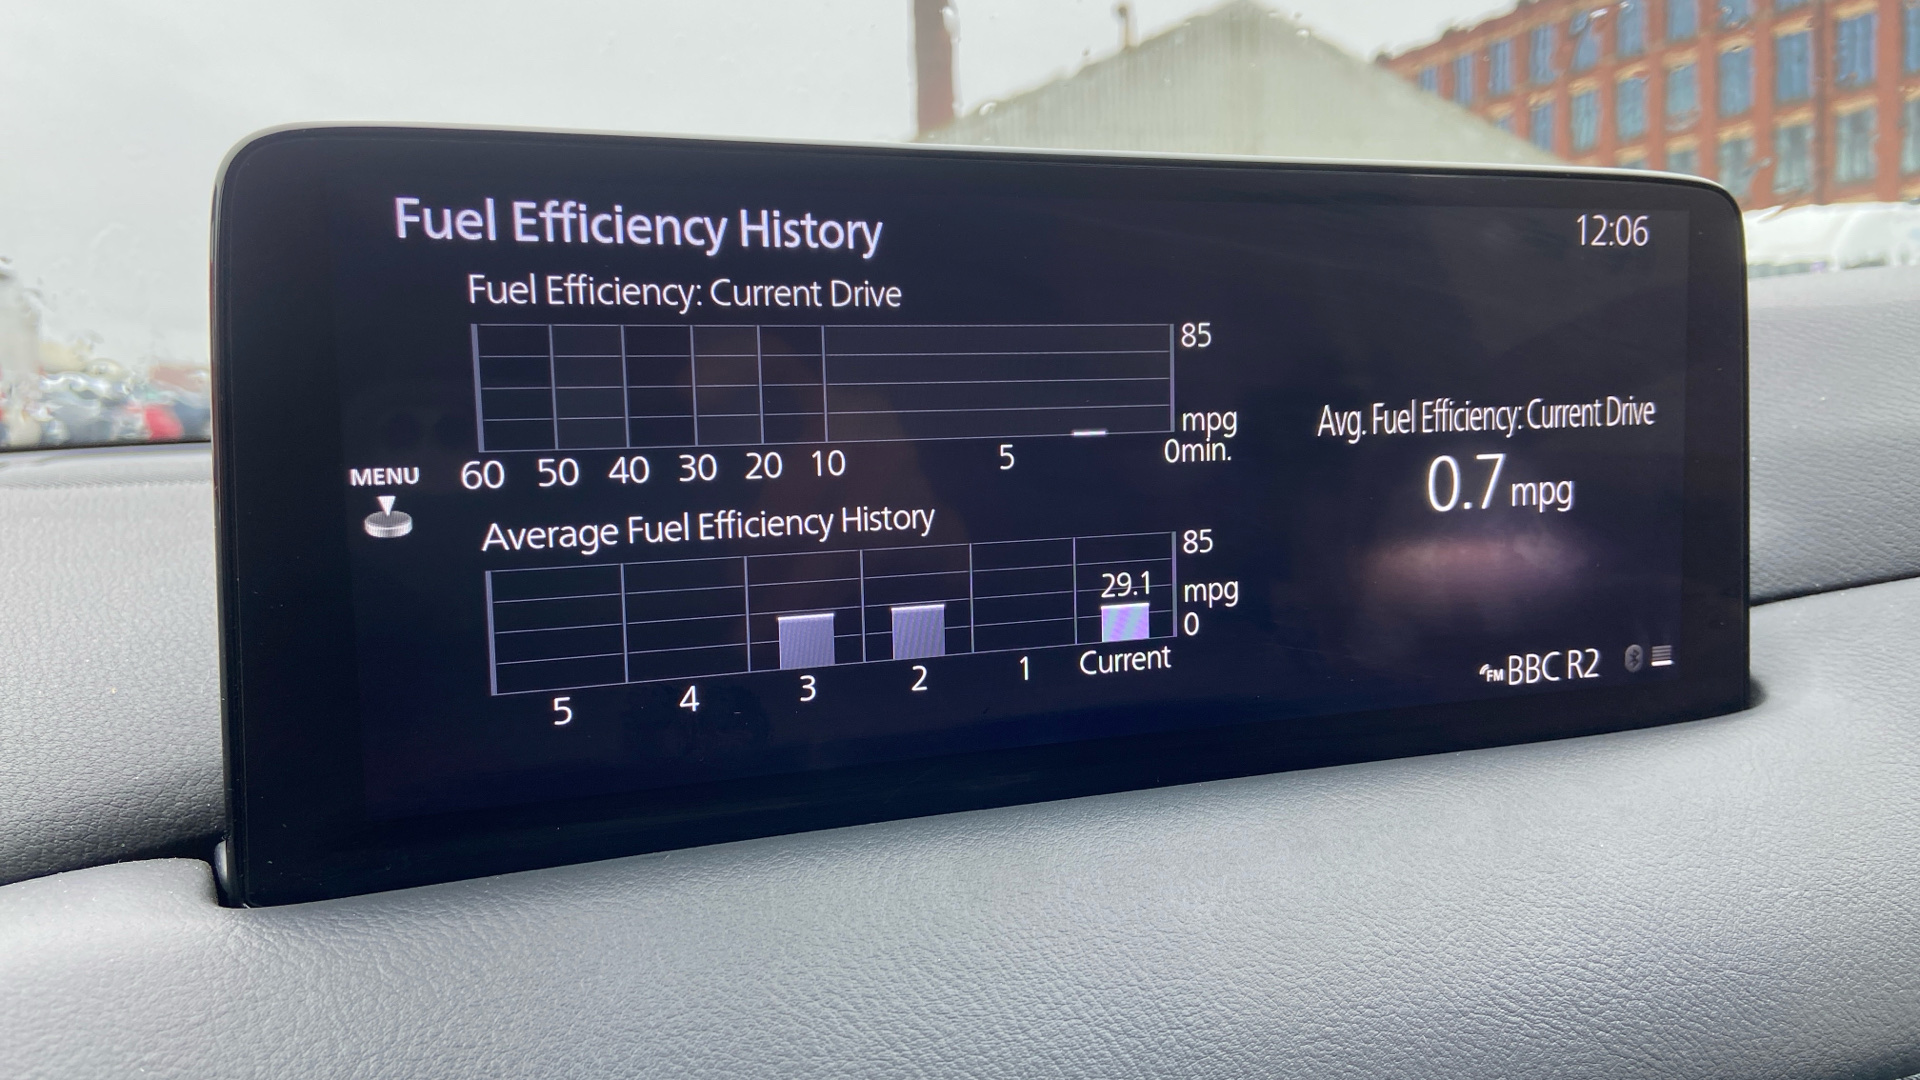 Fuel Efficiency History
12:06
Fuel Efficiency: Current Drive
85
mpg
0min.
60 50 40 30 20 10 5
Avg. Fuel Efficiency: Current Drive
0.7 mpg
MENU
Average Fuel Efficiency History
85
29.1
mpg
0
5 4 3 2 1 Current
FM BBC R2